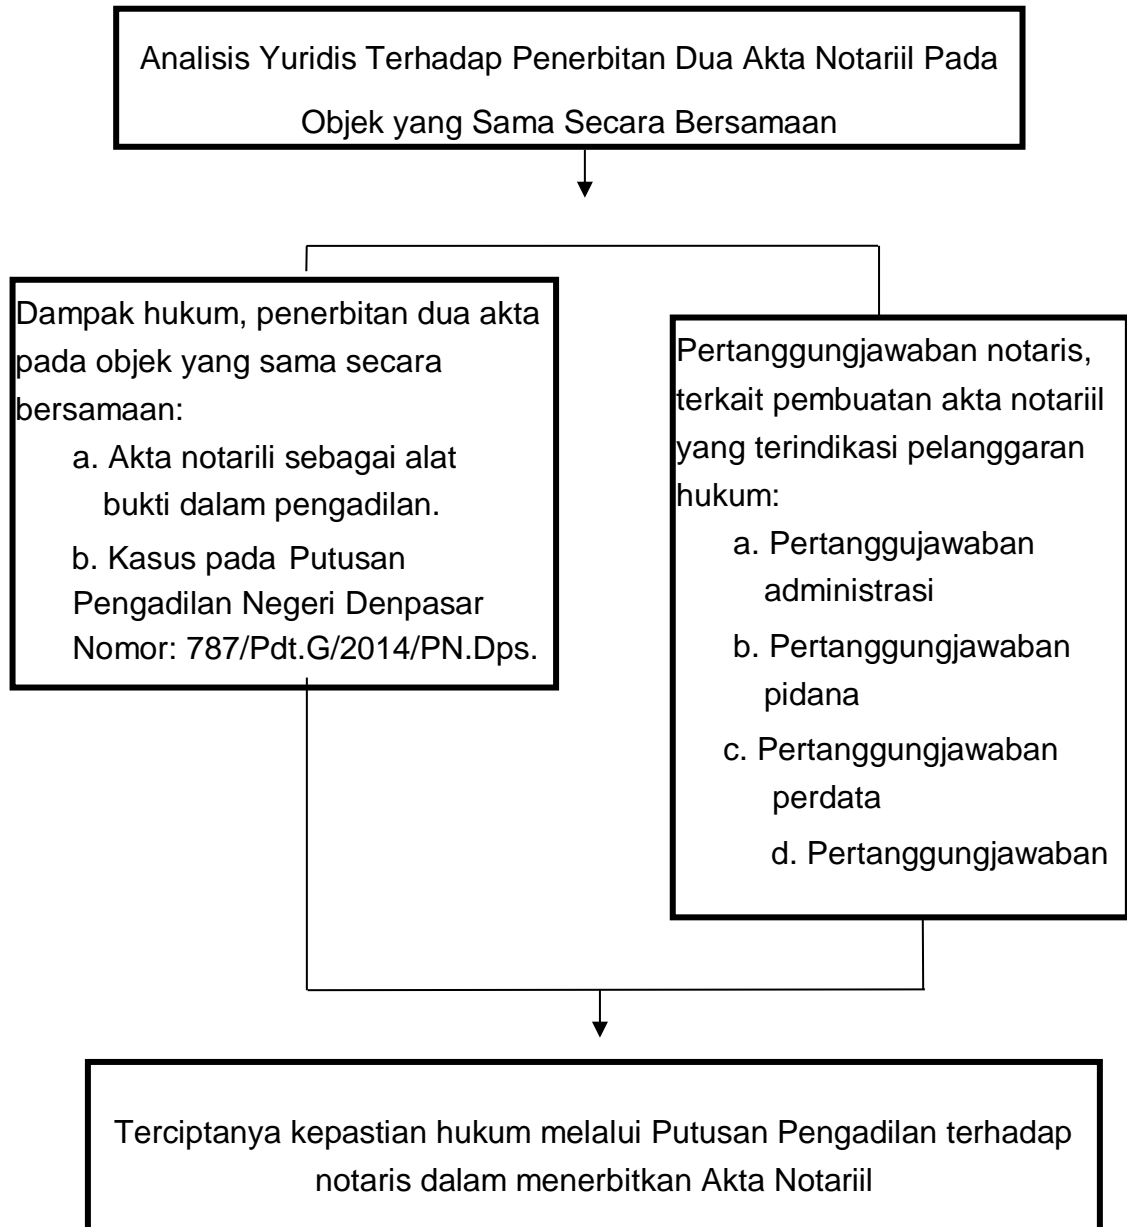 Analisis Yuridis Terhadap Penerbitan Dua Akta Notariil Pada
Objek yang Sama Secara Bersamaan
Dampak hukum, penerbitan dua akta
pada objek yang sama secara
bersamaan:
a. Akta notarili sebagai alat
bukti dalam pengadilan.
b. Kasus pada Putusan
Pengadilan Negeri Denpasar
Nomor: 787/Pdt.G/2014/PN.Dps.
Pertanggungjawaban notaris,
terkait pembuatan akta notariil
yang terindikasi pelanggaran
hukum:
a. Pertanggujawaban
administrasi
b. Pertanggungjawaban
pidana
c. Pertanggungjawaban
perdata
d. Pertanggungjawaban
Terciptanya kepastian hukum melalui Putusan Pengadilan terhadap
notaris dalam menerbitkan Akta Notariil